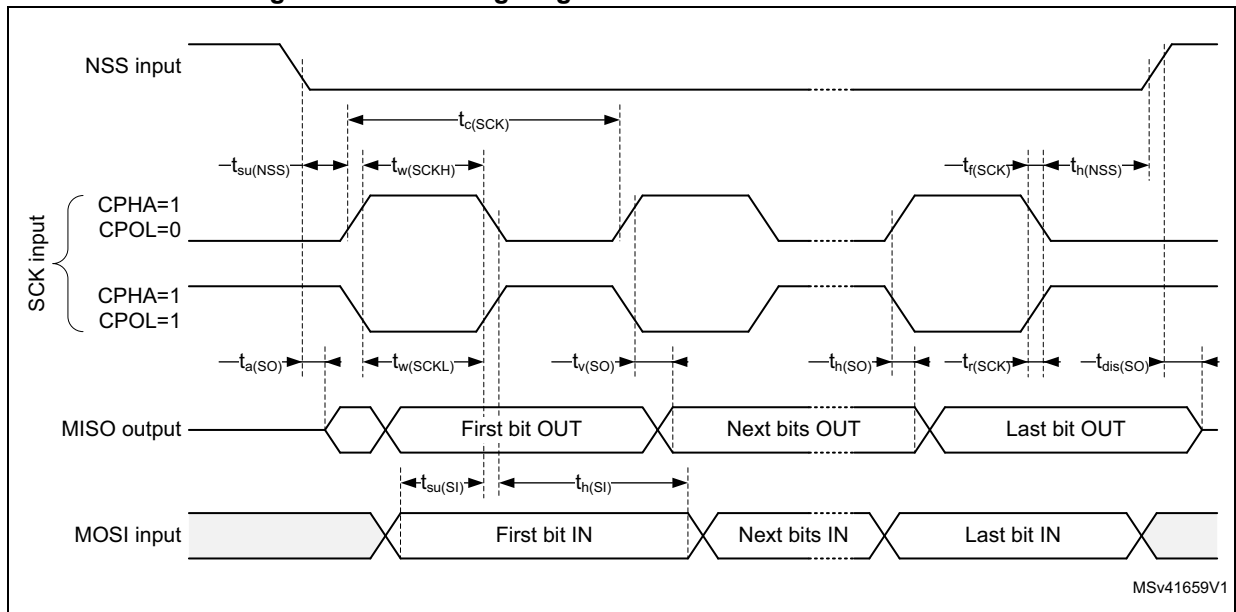 NSS input
tc(SCK)
tsu(NSS)
tw(SCKH)
tf(SCK)
th(NSS)
SCK input
CPHA=1
CPOL=0
CPHA=1
CPOL=1
ta(SO)
tw(SCKL)
tv(SO)
th(SO)
tr(SCK)
tdis(SO)
MISO output
First bit OUT
Next bits OUT
Last bit OUT
tsu(SI)
th(SI)
MOSI input
First bit IN
Next bits IN
Last bit IN
MSv41659V1